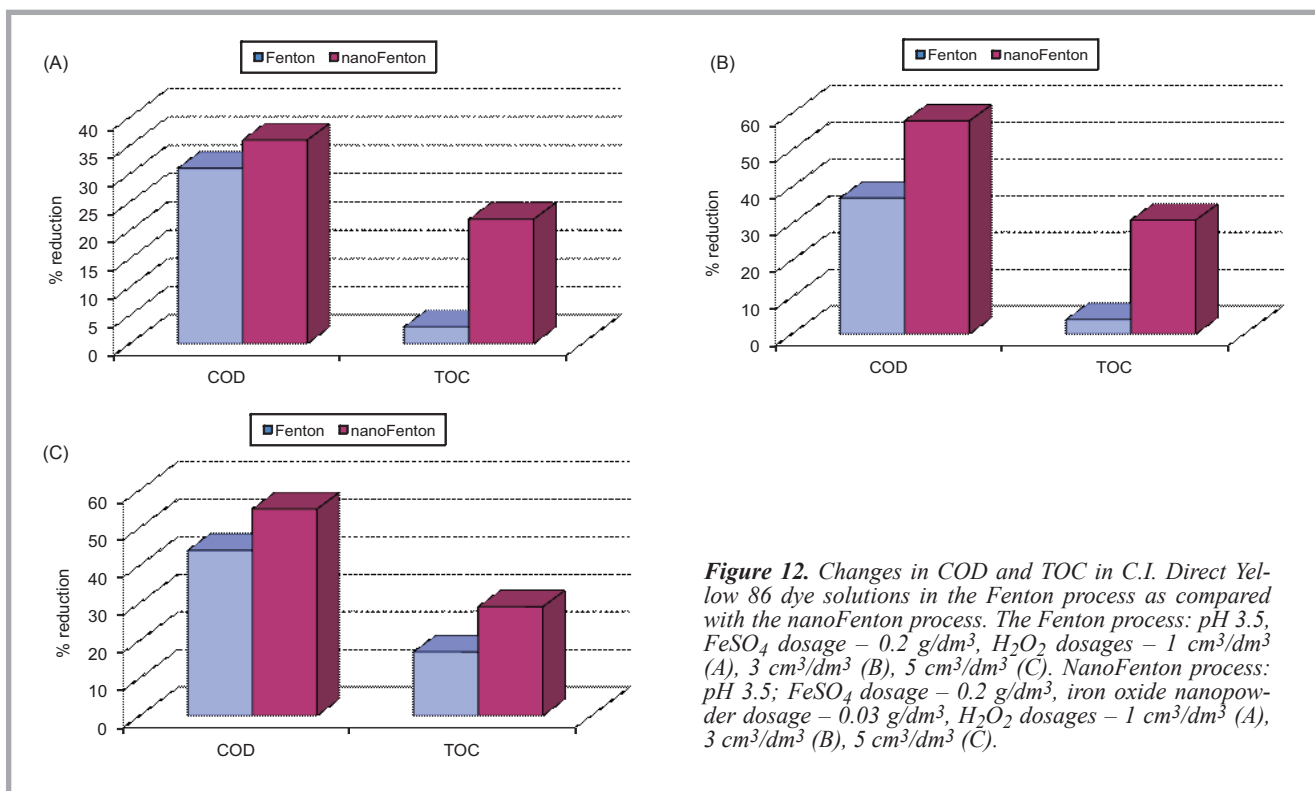 (A)
Fenton nanoFenton
% reduction
40
35
30
25
20
15
10
5
0
COD TOC
(B)
Fenton nanoFenton
% reduction
60
50
40
30
20
10
0
COD TOC
(C)
Fenton nanoFenton
% reduction
60
50
40
30
20
10
0
COD TOC
Figure 12. Changes in COD and TOC in C.I. Direct Yel-
low 86 dye solutions in the Fenton process as compared
with the nanoFenton process. The Fenton process: pH 3.5,
FeSO4 dosage – 0.2 g/dm³, H2O2 dosages – 1 cm³/dm³
(A), 3 cm³/dm³ (B), 5 cm³/dm³ (C). NanoFenton process:
pH 3.5; FeSO4 dosage – 0.2 g/dm³, iron oxide nanopow-
der dosage – 0.03 g/dm³, H2O2 dosages – 1 cm³/dm³ (A),
3 cm³/dm³ (B), 5 cm³/dm³ (C).